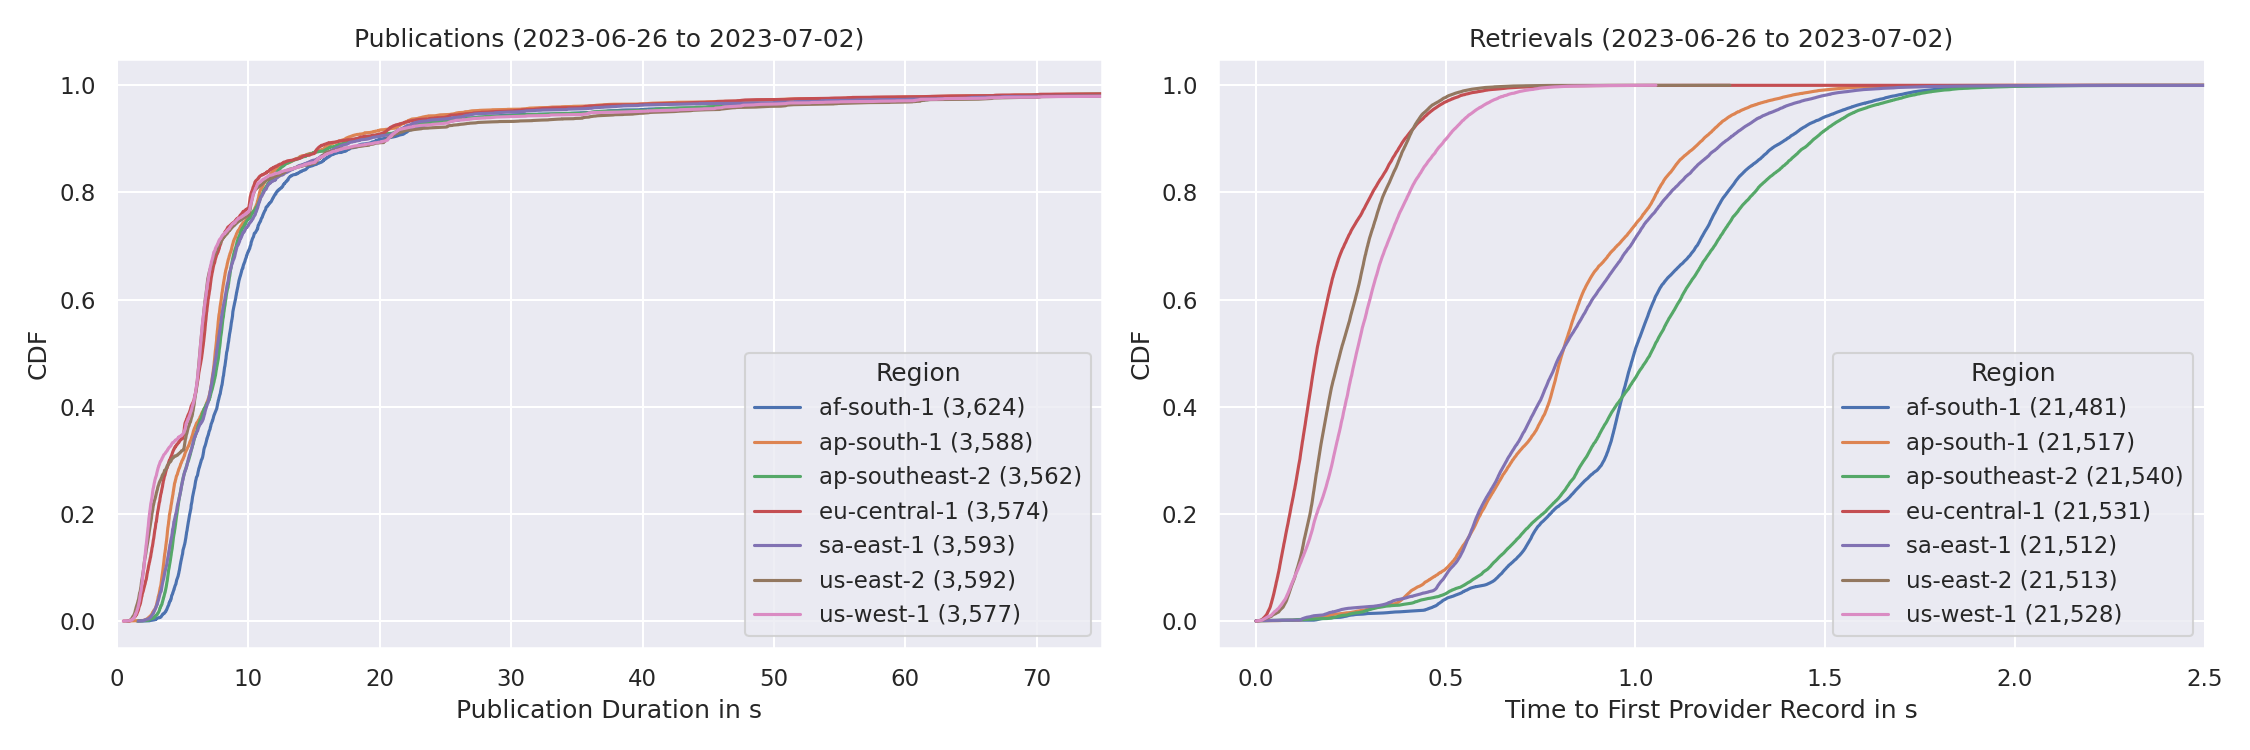 Publications (2023-06-26 to 2023-07-02)
CDF
1.0
0.8
0.6
0.4
0.2
0.0
0 10 20 30 40 50 60 70
Publication Duration in s
Region
af-south-1 (3,624)
ap-south-1 (3,588)
ap-southeast-2 (3,562)
eu-central-1 (3,574)
sa-east-1 (3,593)
us-east-2 (3,592)
us-west-1 (3,577)
Retrievals (2023-06-26 to 2023-07-02)
CDF
1.0
0.8
0.6
0.4
0.2
0.0
0.0 0.5 1.0 1.5 2.0 2.5
Time to First Provider Record in s
Region
af-south-1 (21,481)
ap-south-1 (21,517)
ap-southeast-2 (21,540)
eu-central-1 (21,531)
sa-east-1 (21,512)
us-east-2 (21,513)
us-west-1 (21,528)